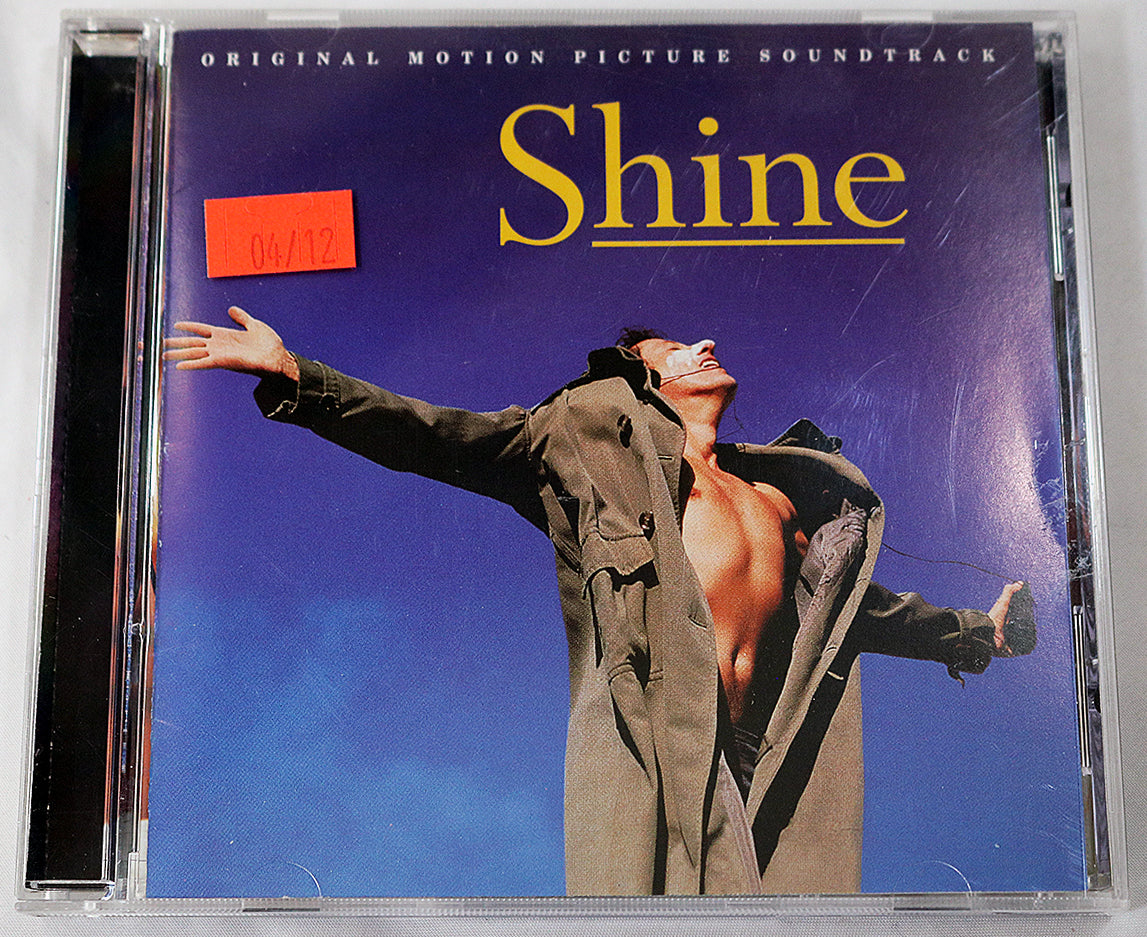 ORIGINAL MOTION PICTURE SOUNDTRACK
Shine
04/12